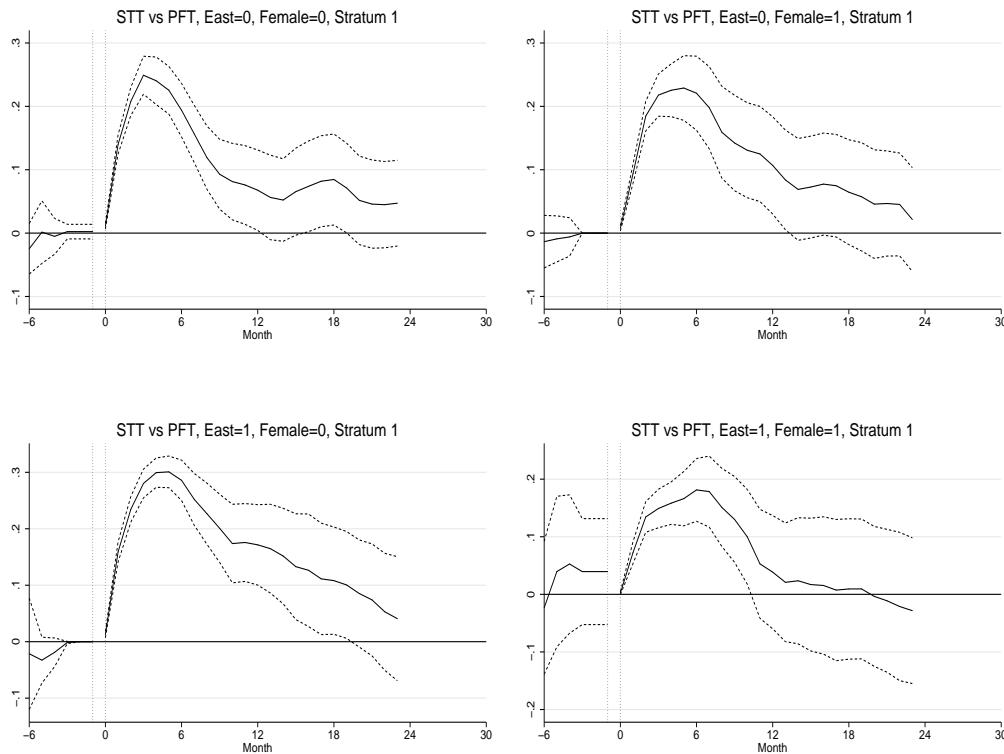 STT vs PFT, East=0, Female=0, Stratum 1
.3
.2
.1
0
-.1
-6 0 6 12 18 24 30
Month
STT vs PFT, East=0, Female=1, Stratum 1
.3
.2
.1
0
-.1
-6 0 6 12 18 24 30
Month
STT vs PFT, East=1, Female=0, Stratum 1
.3
.2
.1
0
-.1
-6 0 6 12 18 24 30
Month
STT vs PFT, East=1, Female=1, Stratum 1
.2
.1
0
-.1
-.2
-6 0 6 12 18 24 30
Month